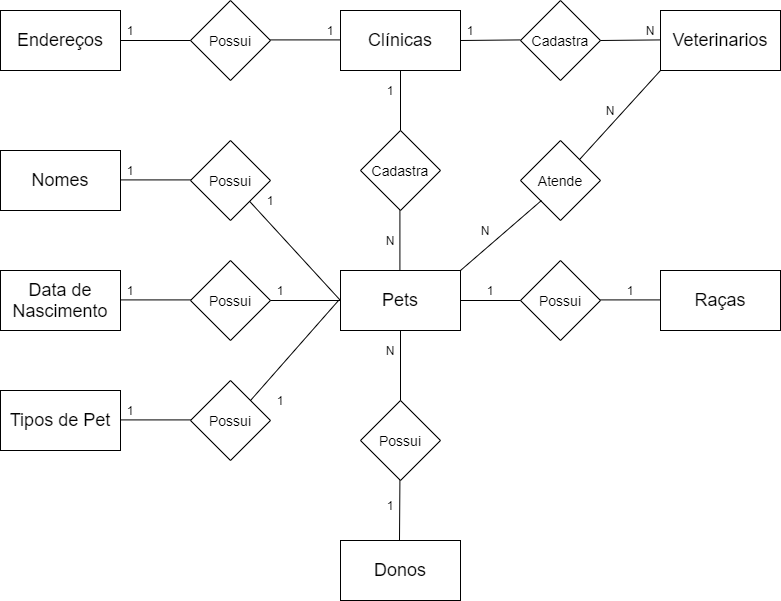 1 1 1 N
Endereços Possui Clínicas Cadastra Veterinarios
1 N
1
Nomes Possui Cadastra Atende
1
N N
1 1 1 1
Data de
Nascimento Possui Pets Possui Raças
N
1 1
Tipos de Pet Possui
Possui
1
Donos